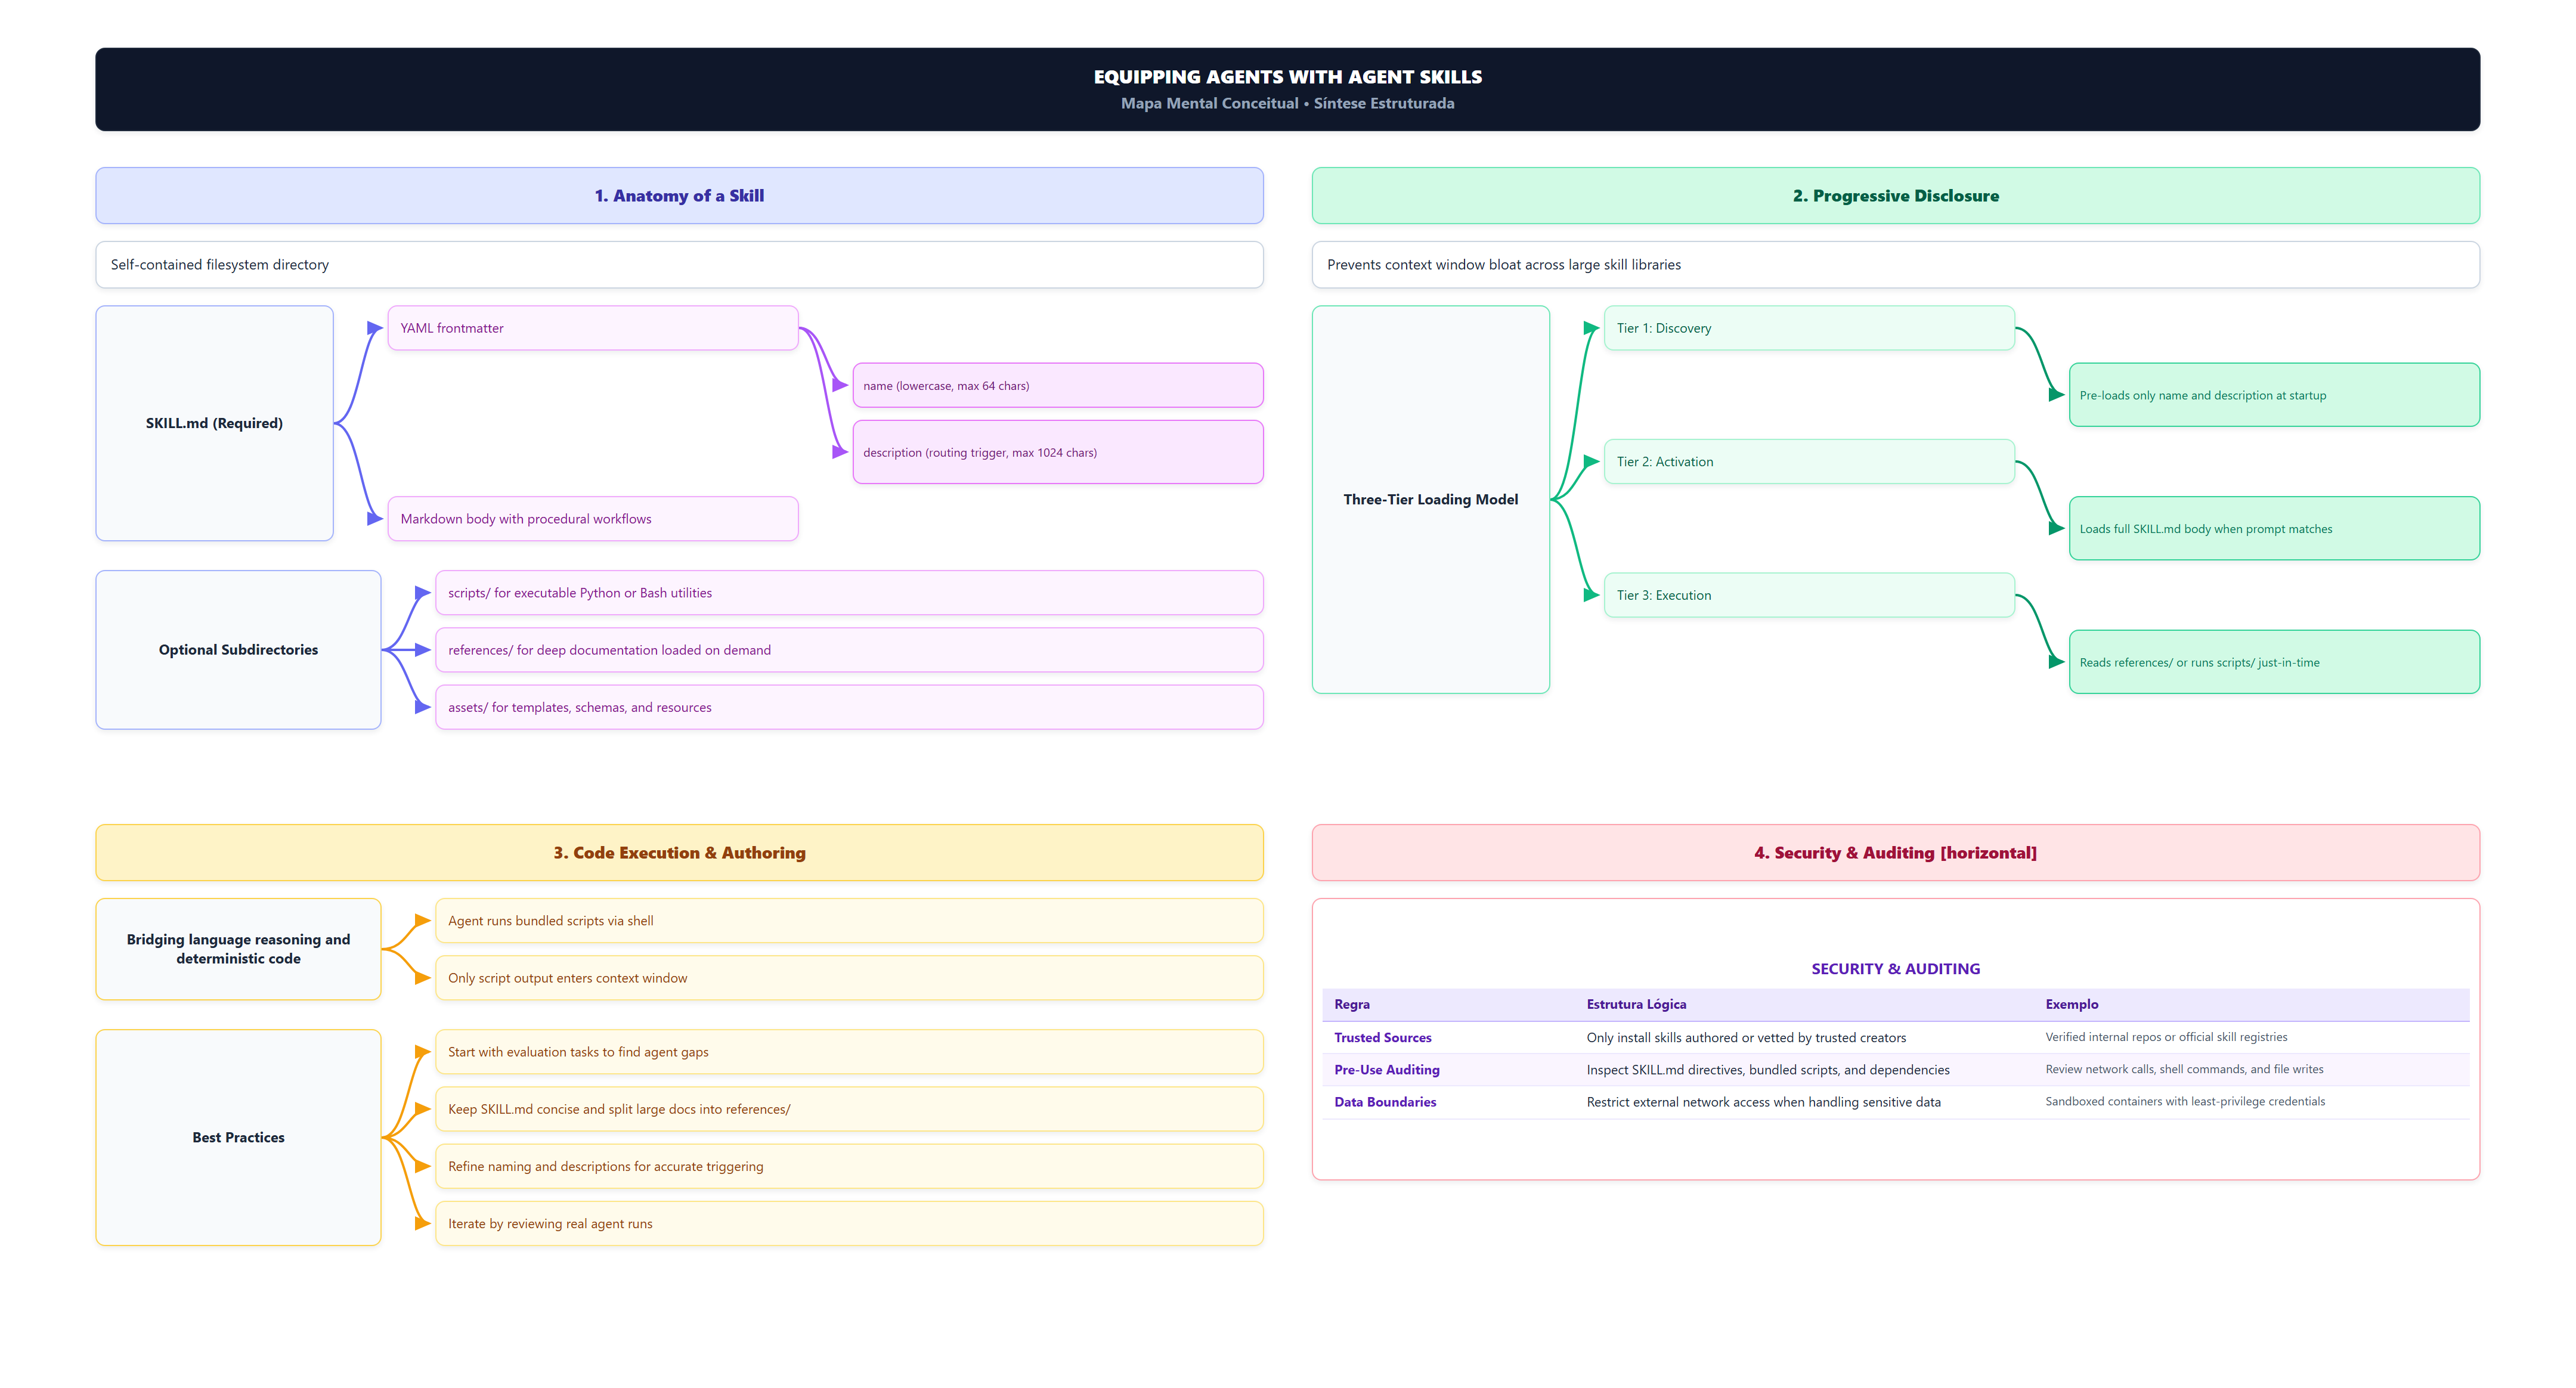 EQUIPPING AGENTS WITH AGENT SKILLS
Mapa Mental Conceitual • Síntese Estruturada
1. Anatomy of a Skill
Self-contained filesystem directory
SKILL.md (Required)
YAML frontmatter
name (lowercase, max 64 chars)
description (routing trigger, max 1024 chars)
Markdown body with procedural workflows
Optional Subdirectories
scripts/ for executable Python or Bash utilities
references/ for deep documentation loaded on demand
assets/ for templates, schemas, and resources
2. Progressive Disclosure
Prevents context window bloat across large skill libraries
Three-Tier Loading Model
Tier 1: Discovery
Pre-loads only name and description at startup
Tier 2: Activation
Loads full SKILL.md body when prompt matches
Tier 3: Execution
Reads references/ or runs scripts/ just-in-time
3. Code Execution & Authoring
Bridging language reasoning and
deterministic code
Agent runs bundled scripts via shell
Only script output enters context window
Best Practices
Start with evaluation tasks to find agent gaps
Keep SKILL.md concise and split large docs into references/
Refine naming and descriptions for accurate triggering
Iterate by reviewing real agent runs
4. Security & Auditing [horizontal]
SECURITY & AUDITING
Regra Estrutura Lógica Exemplo
Trusted Sources Only install skills authored or vetted by trusted creators Verified internal repos or official skill registries
Pre-Use Auditing Inspect SKILL.md directives, bundled scripts, and dependencies Review network calls, shell commands, and file writes
Data Boundaries Restrict external network access when handling sensitive data Sandboxed containers with least-privilege credentials